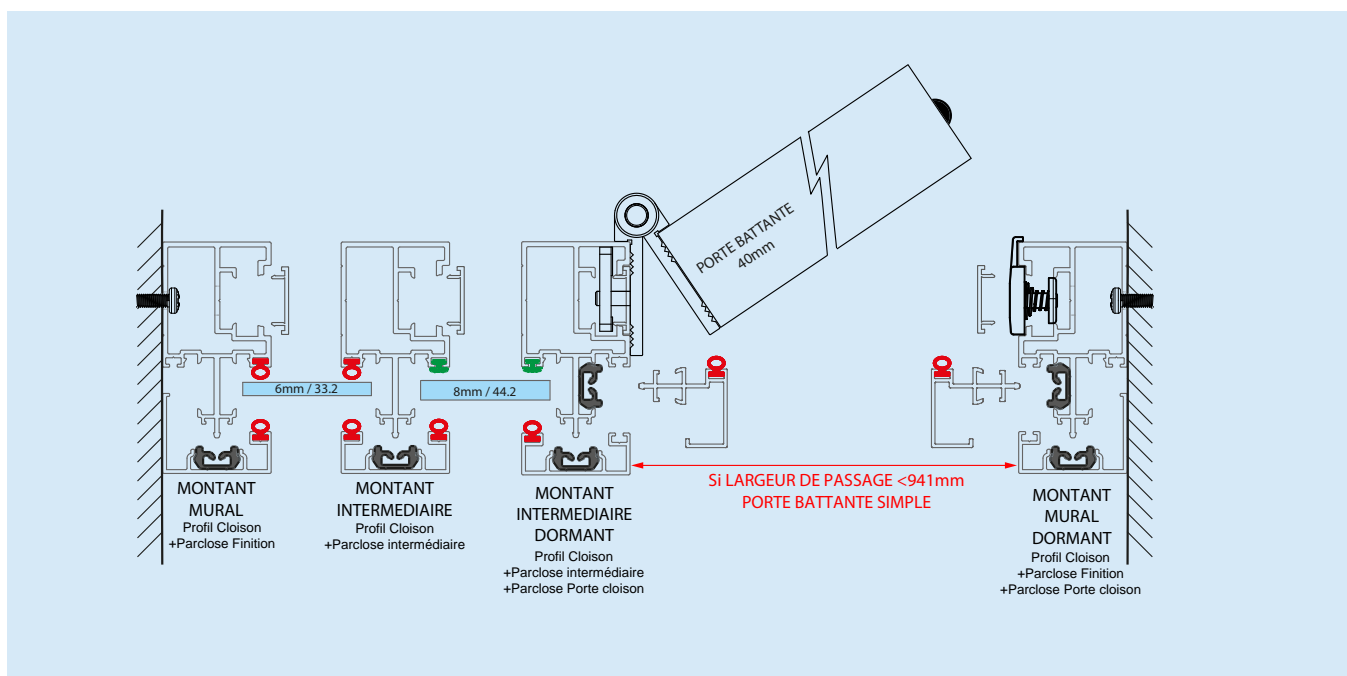 PORTE BATTANTE
40mm
6mm / 33.2
8mm / 44.2
MONTANT
MURAL
Profil Cloison
+Parclose Finition
MONTANT
INTERMEDIAIRE
Profil Cloison
+Parclose intermédiaire
MONTANT
INTERMEDIAIRE
DORMANT
Profil Cloison
+Parclose intermédiaire
+Parclose Porte cloison
Si LARGEUR DE PASSAGE <941mm
PORTE BATTANTE SIMPLE
MONTANT
MURAL
DORMANT
Profil Cloison
+Parclose Finition
+Parclose Porte cloison